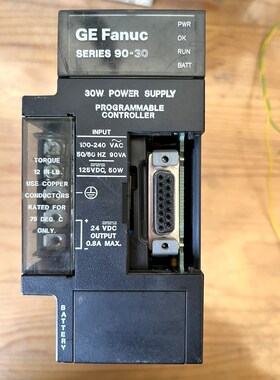 GE Fanuc
SERIES 90-30
PWR
OK
RUN
BATT
30W POWER SUPPLY
PROGRAMMABLE
CONTROLLER
INPUT
100-240 VAC
50/60 HZ 90VA
125VDC, 50W
TORQUE
12 IN-LB.
USE COPPER
CONDUCTORS
RATED FOR
75 DEG. C
ONLY.
24 VDC
OUTPUT
0.8A MAX.
BATTERY